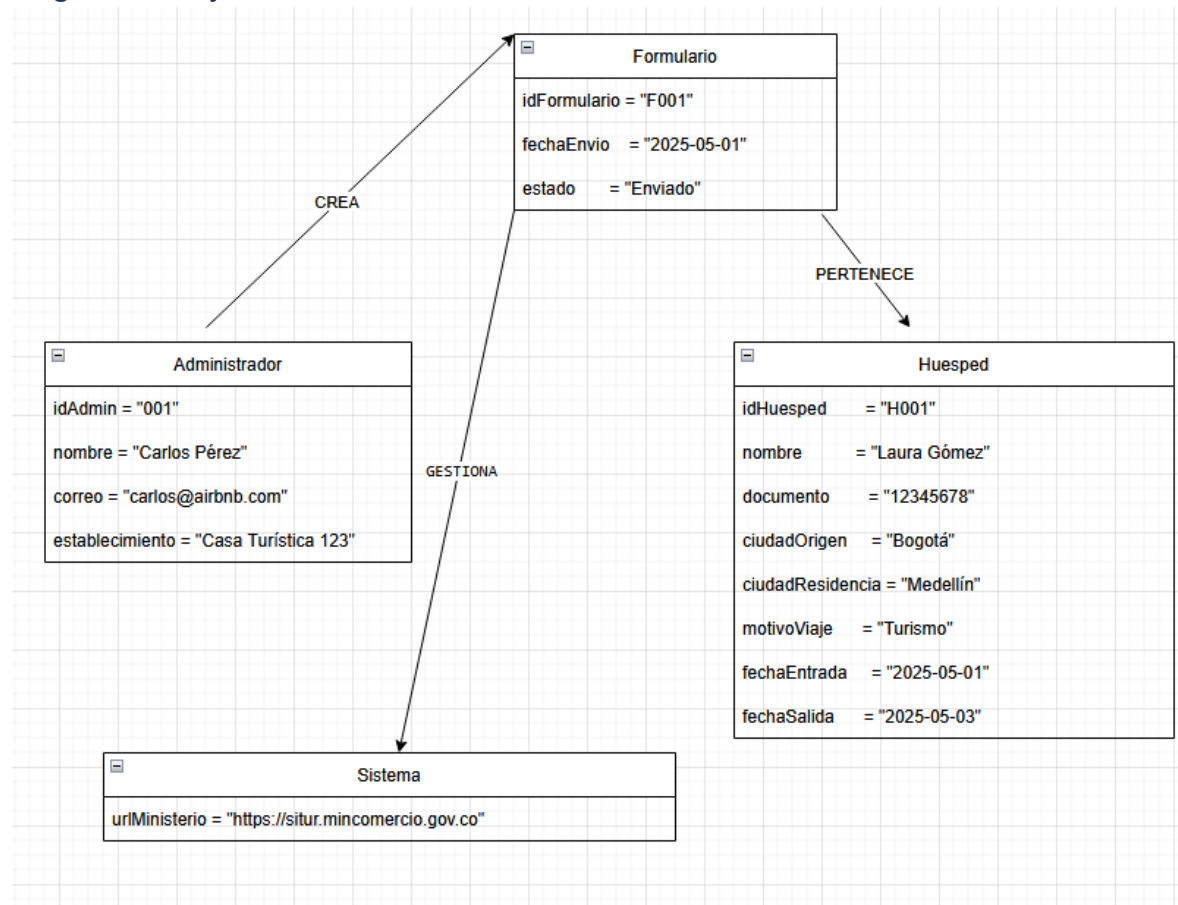 Formulario
idFormulario = "F001"
fechaEnvio = "2025-05-01"
estado = "Enviado"
CREA
PERTENECE
Administrador
idAdmin = "001"
nombre = "Carlos Pérez"
correo = "carlos@airbnb.com"
establecimiento = "Casa Turística 123"
GESTIONA
Huesped
idHuesped = "H001"
nombre = "Laura Gómez"
documento = "12345678"
ciudadOrigen = "Bogotá"
ciudadResidencia = "Medellín"
motivoViaje = "Turismo"
fechaEntrada = "2025-05-01"
fechaSalida = "2025-05-03"
Sistema
urlMinisterio = "https://situr.mincomercio.gov.co"